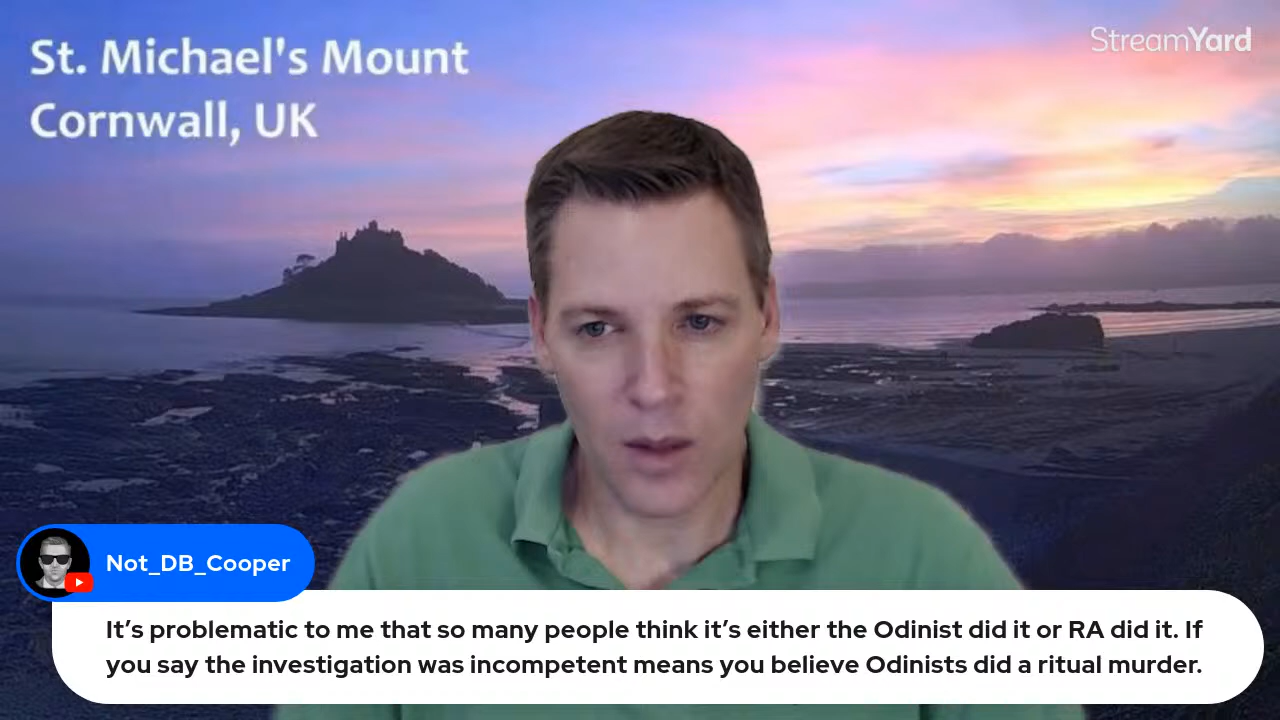 St. Michael's Mount
Cornwall, UK
StreamYard
Not_DB_Cooper
It’s problematic to me that so many people think it’s either the Odinist did it or RA did it. If
you say the investigation was incompetent means you believe Odinists did a ritual murder.